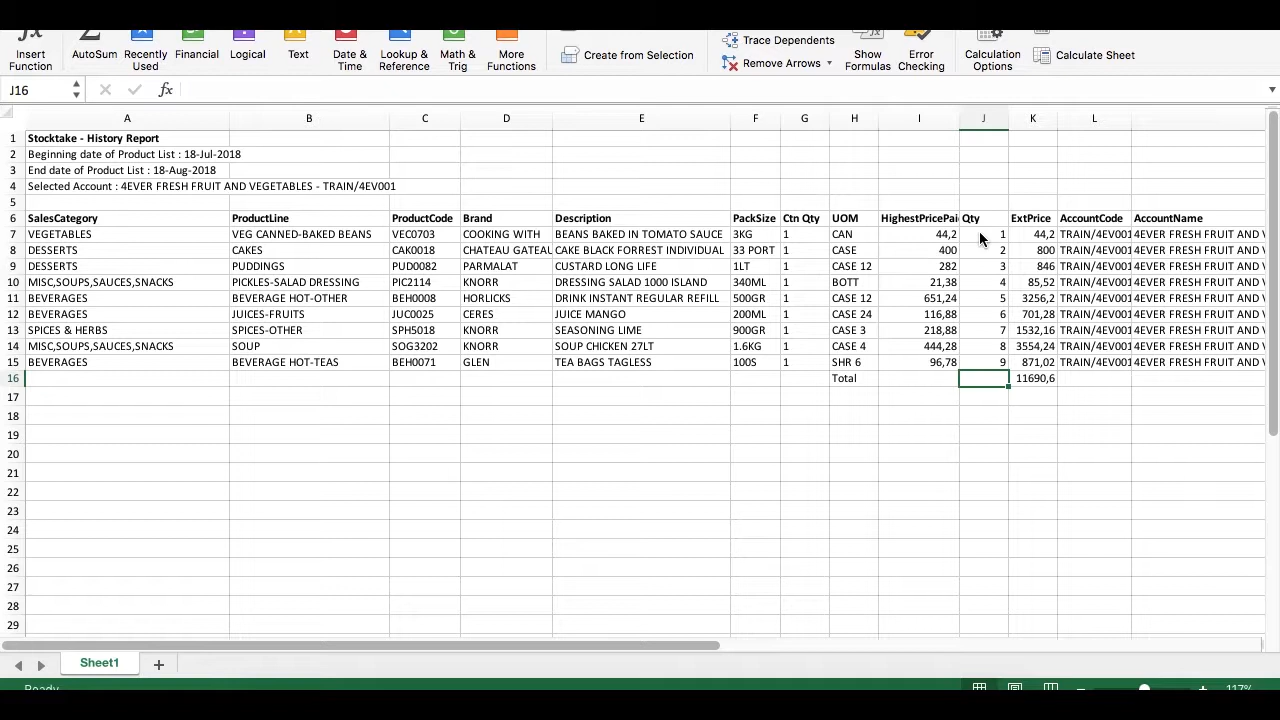 Insert Function AutoSum Recently Used Financial Logical Text Date & Time Lookup & Reference Math & Trig More Functions Create from Selection Trace Dependents Remove Arrows Show Formulas Error Checking Calculation Options Calculate Sheet
J16 fx
A B C D E F G H I J K L
1 Stocktake - History Report
2 Beginning date of Product List : 18-Jul-2018
3 End date of Product List : 18-Aug-2018
4 Selected Account : 4EVER FRESH FRUIT AND VEGETABLES - TRAIN/4EV001
5
6 SalesCategory ProductLine ProductCode Brand Description PackSize Ctn Qty UOM HighestPricePai Qty ExtPrice AccountCode AccountName
7 VEGETABLES VEG CANNED-BAKED BEANS VEC0703 COOKING WITH BEANS BAKED IN TOMATO SAUCE 3KG 1 CAN 44,2 1 44,2 TRAIN/4EV001 4EVER FRESH FRUIT AND V
8 DESSERTS CAKES CAK0018 CHATEAU GATEAU CAKE BLACK FORREST INDIVIDUAL 33 PORT 1 CASE 400 2 800 TRAIN/4EV001 4EVER FRESH FRUIT AND V
9 DESSERTS PUDDINGS PUD0082 PARMALAT CUSTARD LONG LIFE 1LT 1 CASE 12 282 3 846 TRAIN/4EV001 4EVER FRESH FRUIT AND V
10 MISC,SOUPS,SAUCES,SNACKS PICKLES-SALAD DRESSING PIC2114 KNORR DRESSING SALAD 1000 ISLAND 340ML 1 BOTT 21,38 4 85,52 TRAIN/4EV001 4EVER FRESH FRUIT AND V
11 BEVERAGES BEVERAGE HOT-OTHER BEH0008 HORLICKS DRINK INSTANT REGULAR REFILL 500GR 1 CASE 12 651,24 5 3256,2 TRAIN/4EV001 4EVER FRESH FRUIT AND V
12 BEVERAGES JUICES-FRUITS JUC0025 CERES JUICE MANGO 200ML 1 CASE 24 116,88 6 701,28 TRAIN/4EV001 4EVER FRESH FRUIT AND V
13 SPICES & HERBS SPICES-OTHER SPH5018 KNORR SEASONING LIME 900GR 1 CASE 3 218,88 7 1532,16 TRAIN/4EV001 4EVER FRESH FRUIT AND V
14 MISC,SOUPS,SAUCES,SNACKS SOUP SOG3202 KNORR SOUP CHICKEN 27LT 1.6KG 1 CASE 4 444,28 8 3554,24 TRAIN/4EV001 4EVER FRESH FRUIT AND V
15 BEVERAGES BEVERAGE HOT-TEAS BEH0071 GLEN TEA BAGS TAGLESS 100S 1 SHR 6 96,78 9 871,02 TRAIN/4EV001 4EVER FRESH FRUIT AND V
16 Total 11690,6
17
18
19
20
21
22
23
24
25
26
27
28
29
Sheet1
Ready 117%